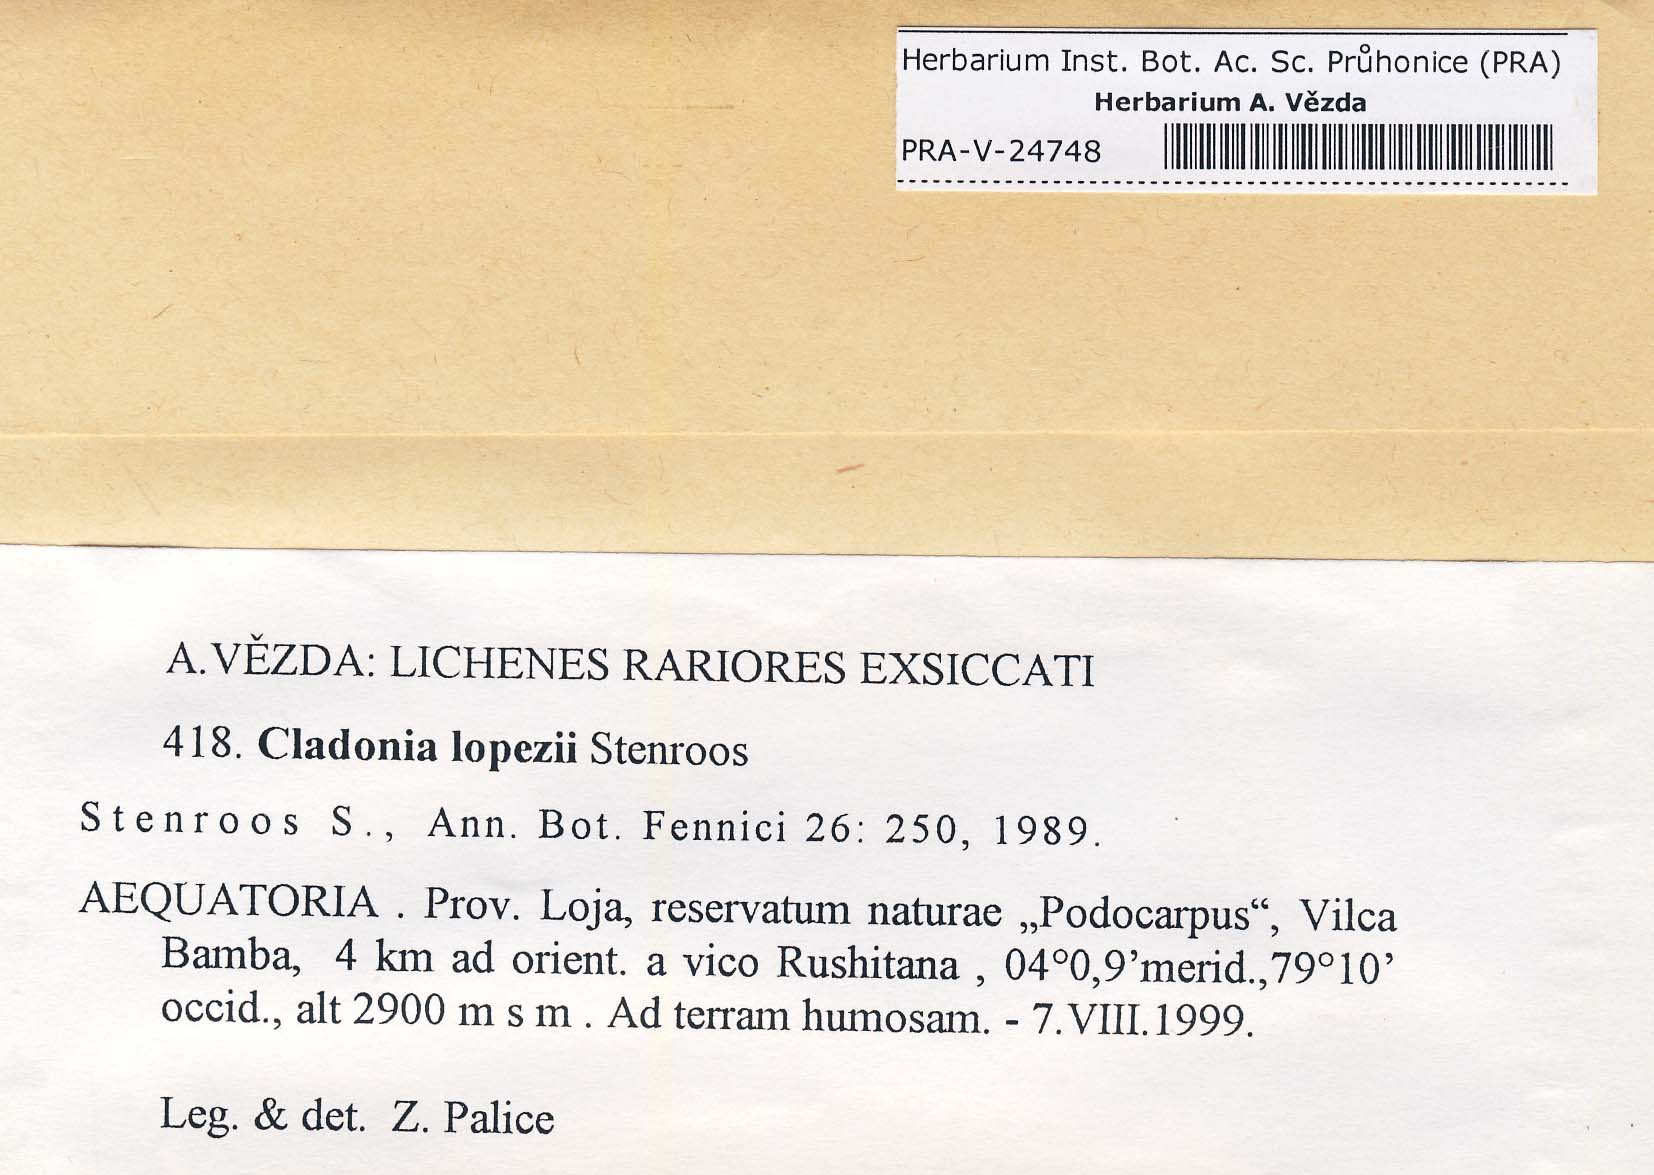 Herbarium Inst. Bot. Ac. Sc. Průhonice (PRA)
Herbarium A. Vězda
PRA-V-24748
A. VĚZDA: LICHENES RARIORES EXSICCATI
418. Cladonia lopezii Stenroos
Stenroos S., Ann. Bot. Fennici 26: 250, 1989.
AEQUATORIA . Prov. Loja, reservatum naturae „Podocarpus“, Vilca
Bamba, 4 km ad orient. a vico Rushitana , 04°0,9’merid.,79°10’
occid., alt 2900 m s m . Ad terram humosam. - 7.VIII.1999.
Leg. & det. Z. Palice